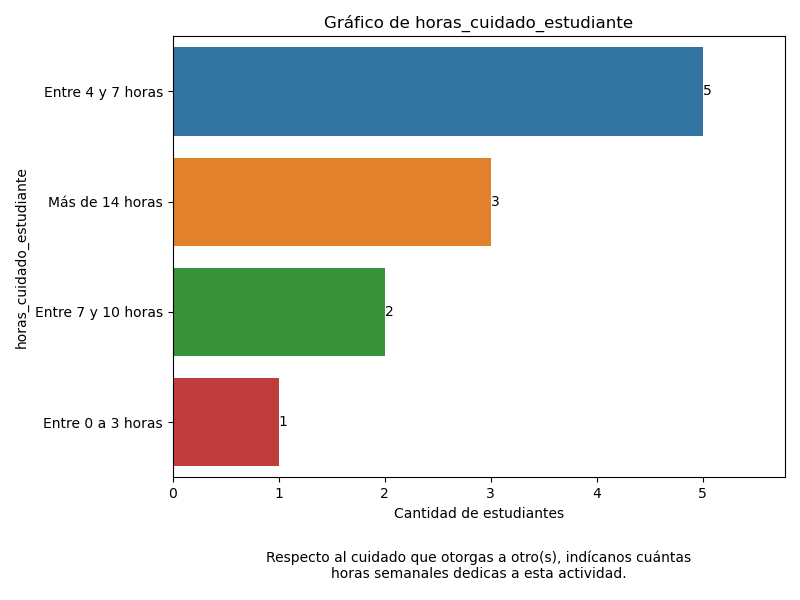 Gráfico de horas_cuidado_estudiante
horas_cuidado_estudiante
Entre 4 y 7 horas
5
Más de 14 horas
3
Entre 7 y 10 horas
2
Entre 0 a 3 horas
1
0 1 2 3 4 5
Cantidad de estudiantes
Respecto al cuidado que otorgas a otro(s), indícanos cuántas
horas semanales dedicas a esta actividad.